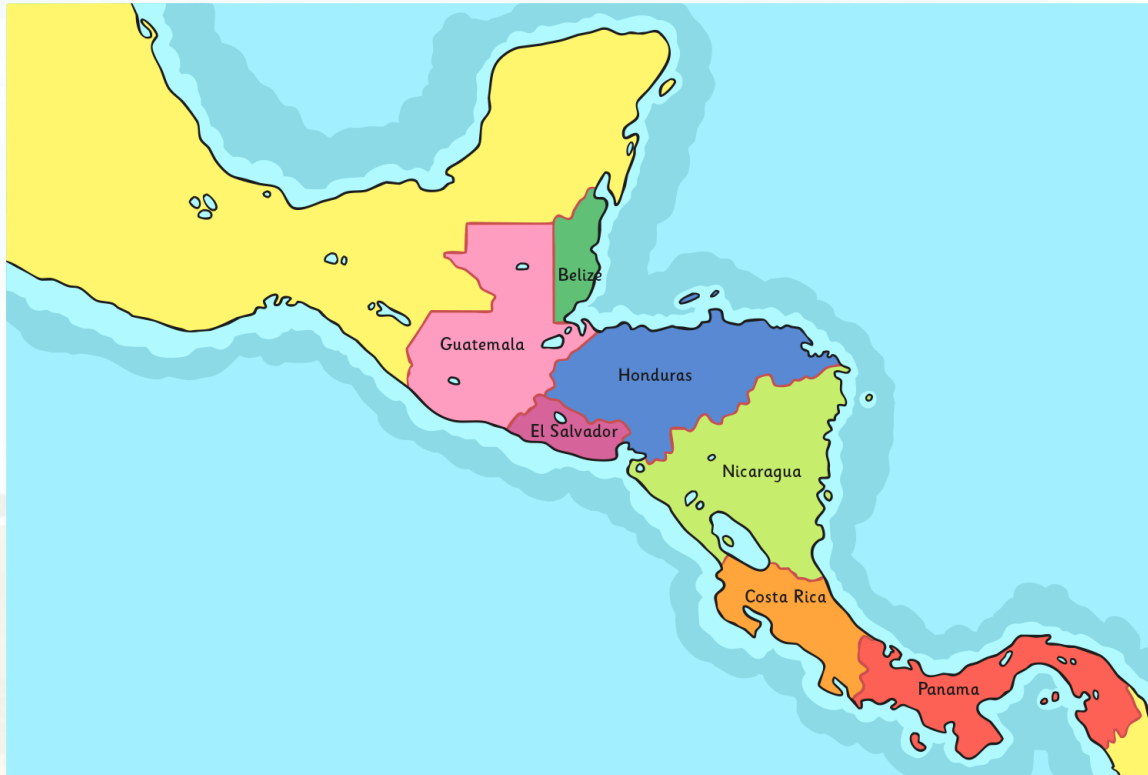 Belize
Guatemala
Honduras
El Salvador
Nicaragua
Costa Rica
Panama